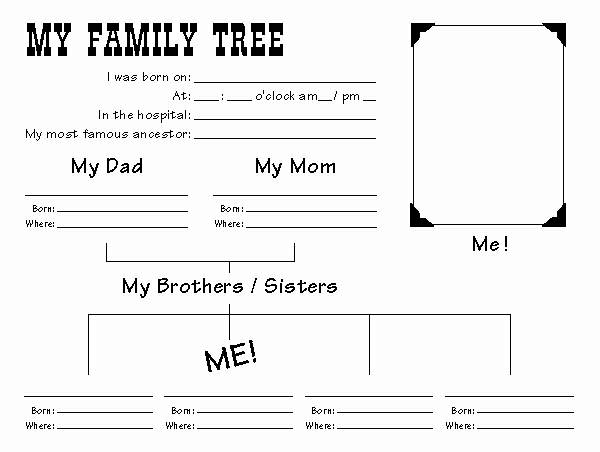 MY FAMILY TREE
I was born on:
At: : o'clock am / pm
In the hospital:
My most famous ancestor:
My Dad My Mom
Born: Born:
Where: Where:
Me!
My Brothers / Sisters
ME!
Born: Born: Born: Born:
Where: Where: Where: Where: